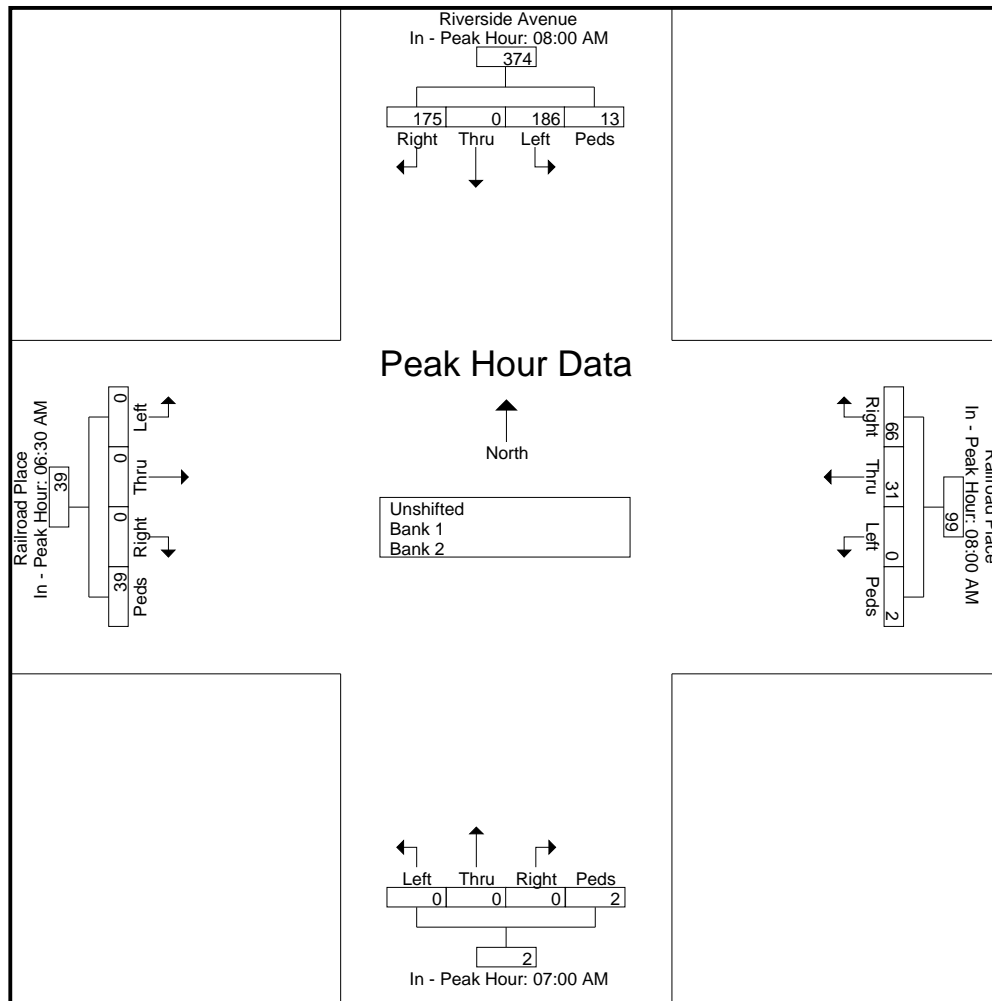 Riverside Avenue
In - Peak Hour: 08:00 AM
374
175 0 186 13
Right Thru Left Peds
Peak Hour Data
North
Unshifted
Bank 1
Bank 2
Railroad Place
In - Peak Hour: 06:30 AM
39
0 0 0 39
Left Thru Right Peds
Right Thru Left Peds
66 31 0 2
99
In - Peak Hour: 08:00 AM
Railroad Place
Left Thru Right Peds
0 0 0 2
2
In - Peak Hour: 07:00 AM